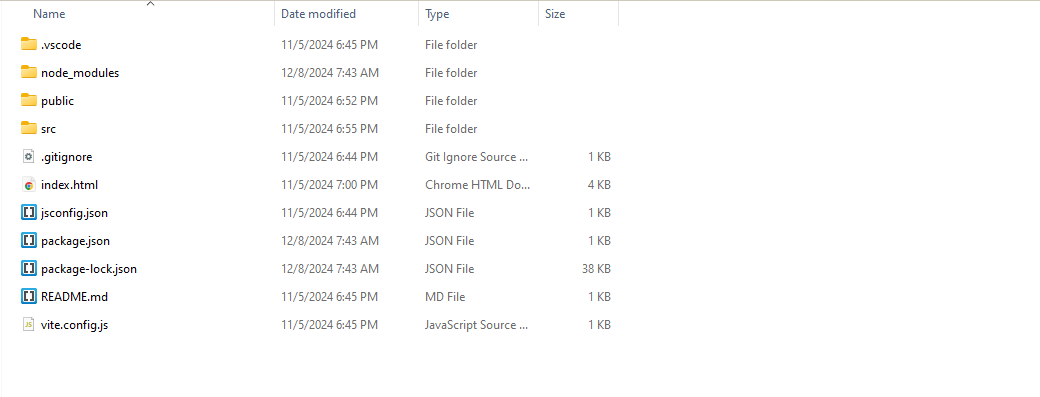 Name Date modified Type Size
.vscode 11/5/2024 6:45 PM File folder
node_modules 12/8/2024 7:43 AM File folder
public 11/5/2024 6:52 PM File folder
src 11/5/2024 6:55 PM File folder
.gitignore 11/5/2024 6:44 PM Git Ignore Source ... 1 KB
index.html 11/5/2024 7:00 PM Chrome HTML Do... 4 KB
jsconfig.json 11/5/2024 6:44 PM JSON File 1 KB
package.json 12/8/2024 7:43 AM JSON File 1 KB
package-lock.json 12/8/2024 7:43 AM JSON File 38 KB
README.md 11/5/2024 6:45 PM MD File 1 KB
vite.config.js 11/5/2024 6:45 PM JavaScript Source ... 1 KB